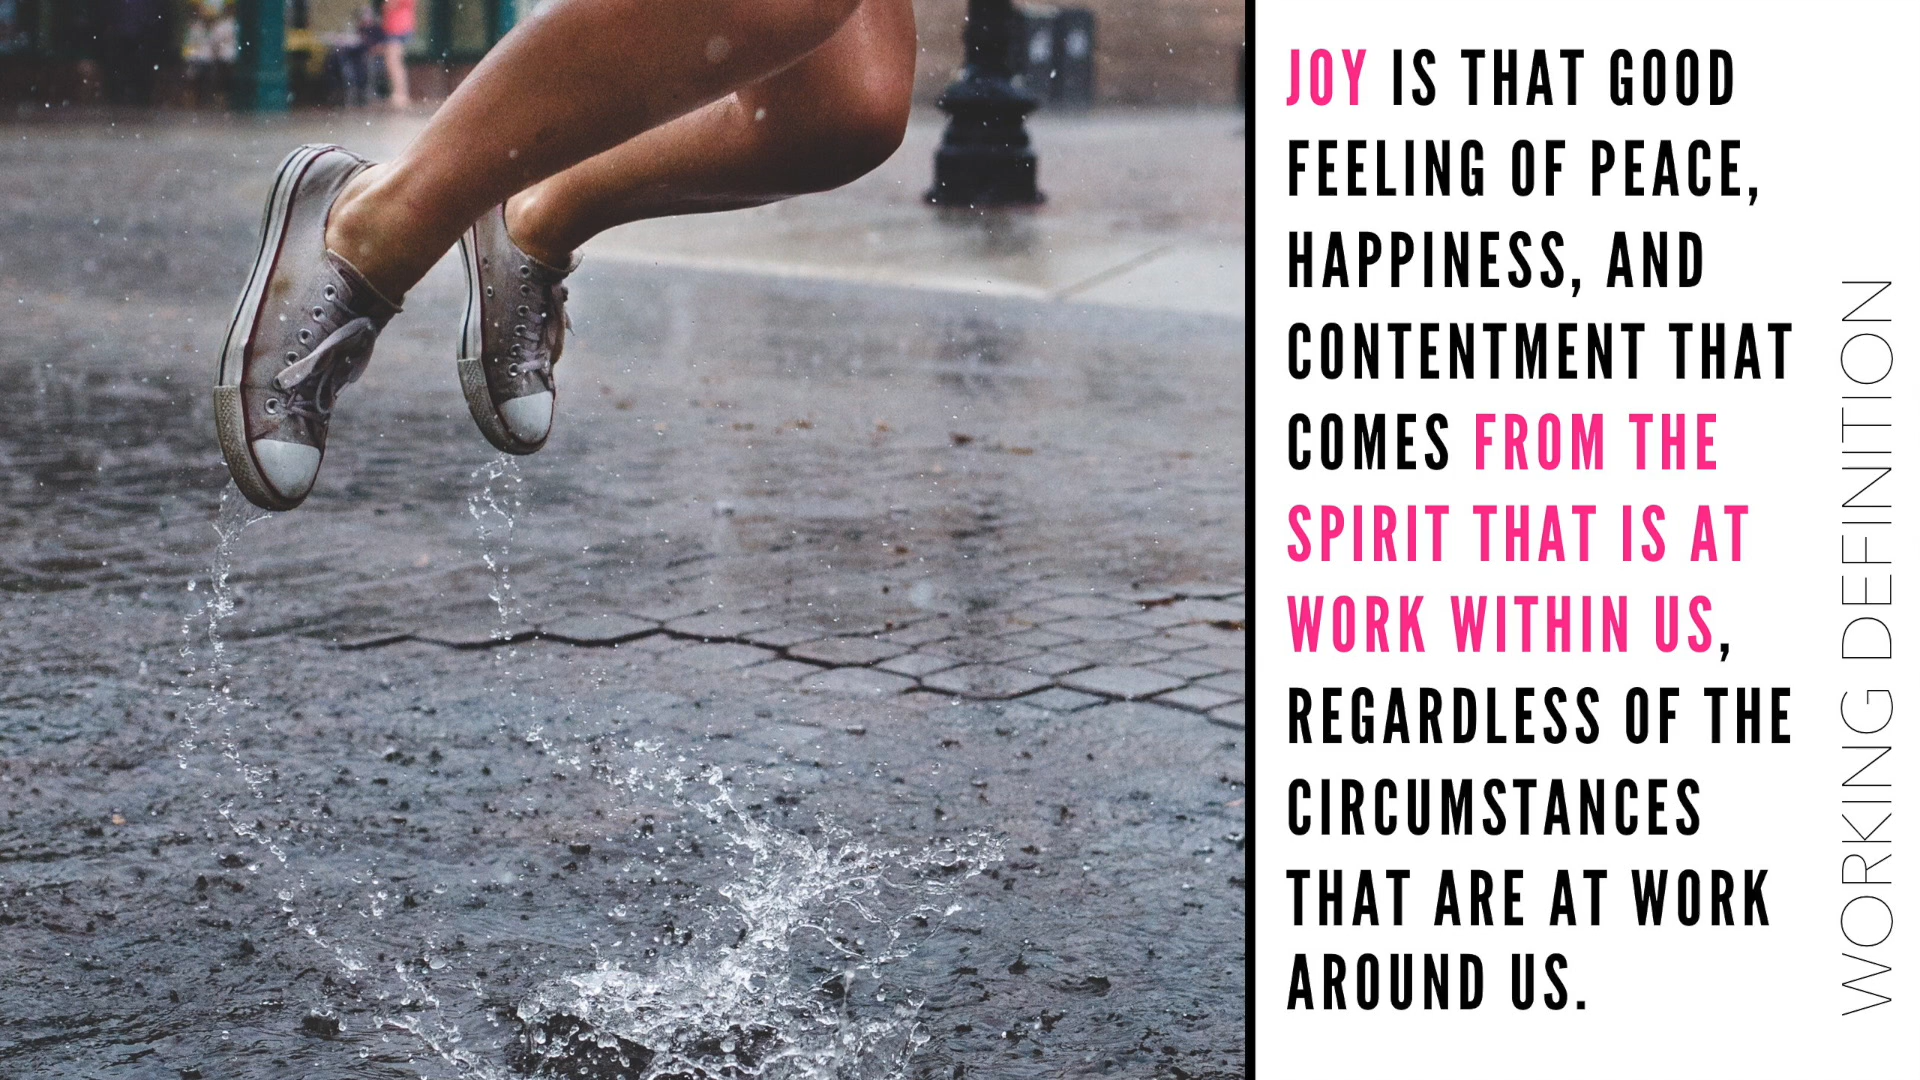 JOY IS THAT GOOD
FEELING OF PEACE,
HAPPINESS, AND
CONTENTMENT THAT
COMES FROM THE
SPIRIT THAT IS AT
WORK WITHIN US,
REGARDLESS OF THE
CIRCUMSTANCES
THAT ARE AT WORK
AROUND US.
WORKING DEFINITION